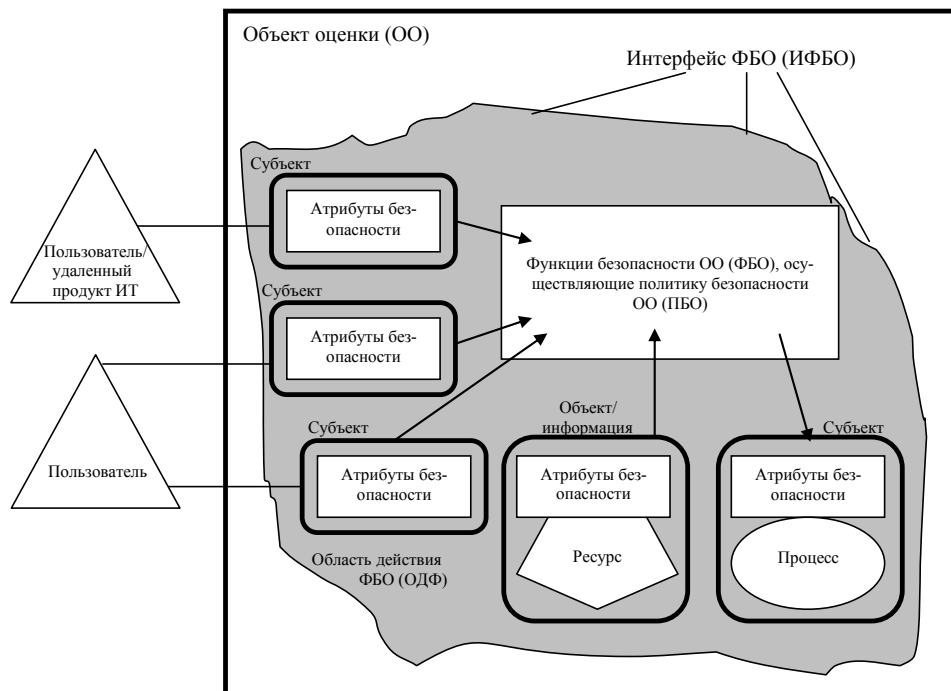 Объект оценки (ОО)
Интерфейс ФБО (ИФБО)
Субъект
Атрибуты без-
опасности
Пользователь/
удаленный
продукт ИТ
Функции безопасности ОО (ФБО), осу-
ществляющие политику безопасности
ОО (ПБО)
Субъект
Атрибуты без-
опасности
Пользователь
Субъект
Атрибуты без-
опасности
Объект/
информация
Атрибуты без-
опасности
Ресурс
Субъект
Атрибуты без-
опасности
Процесс
Область действия
ФБО (ОДФ)